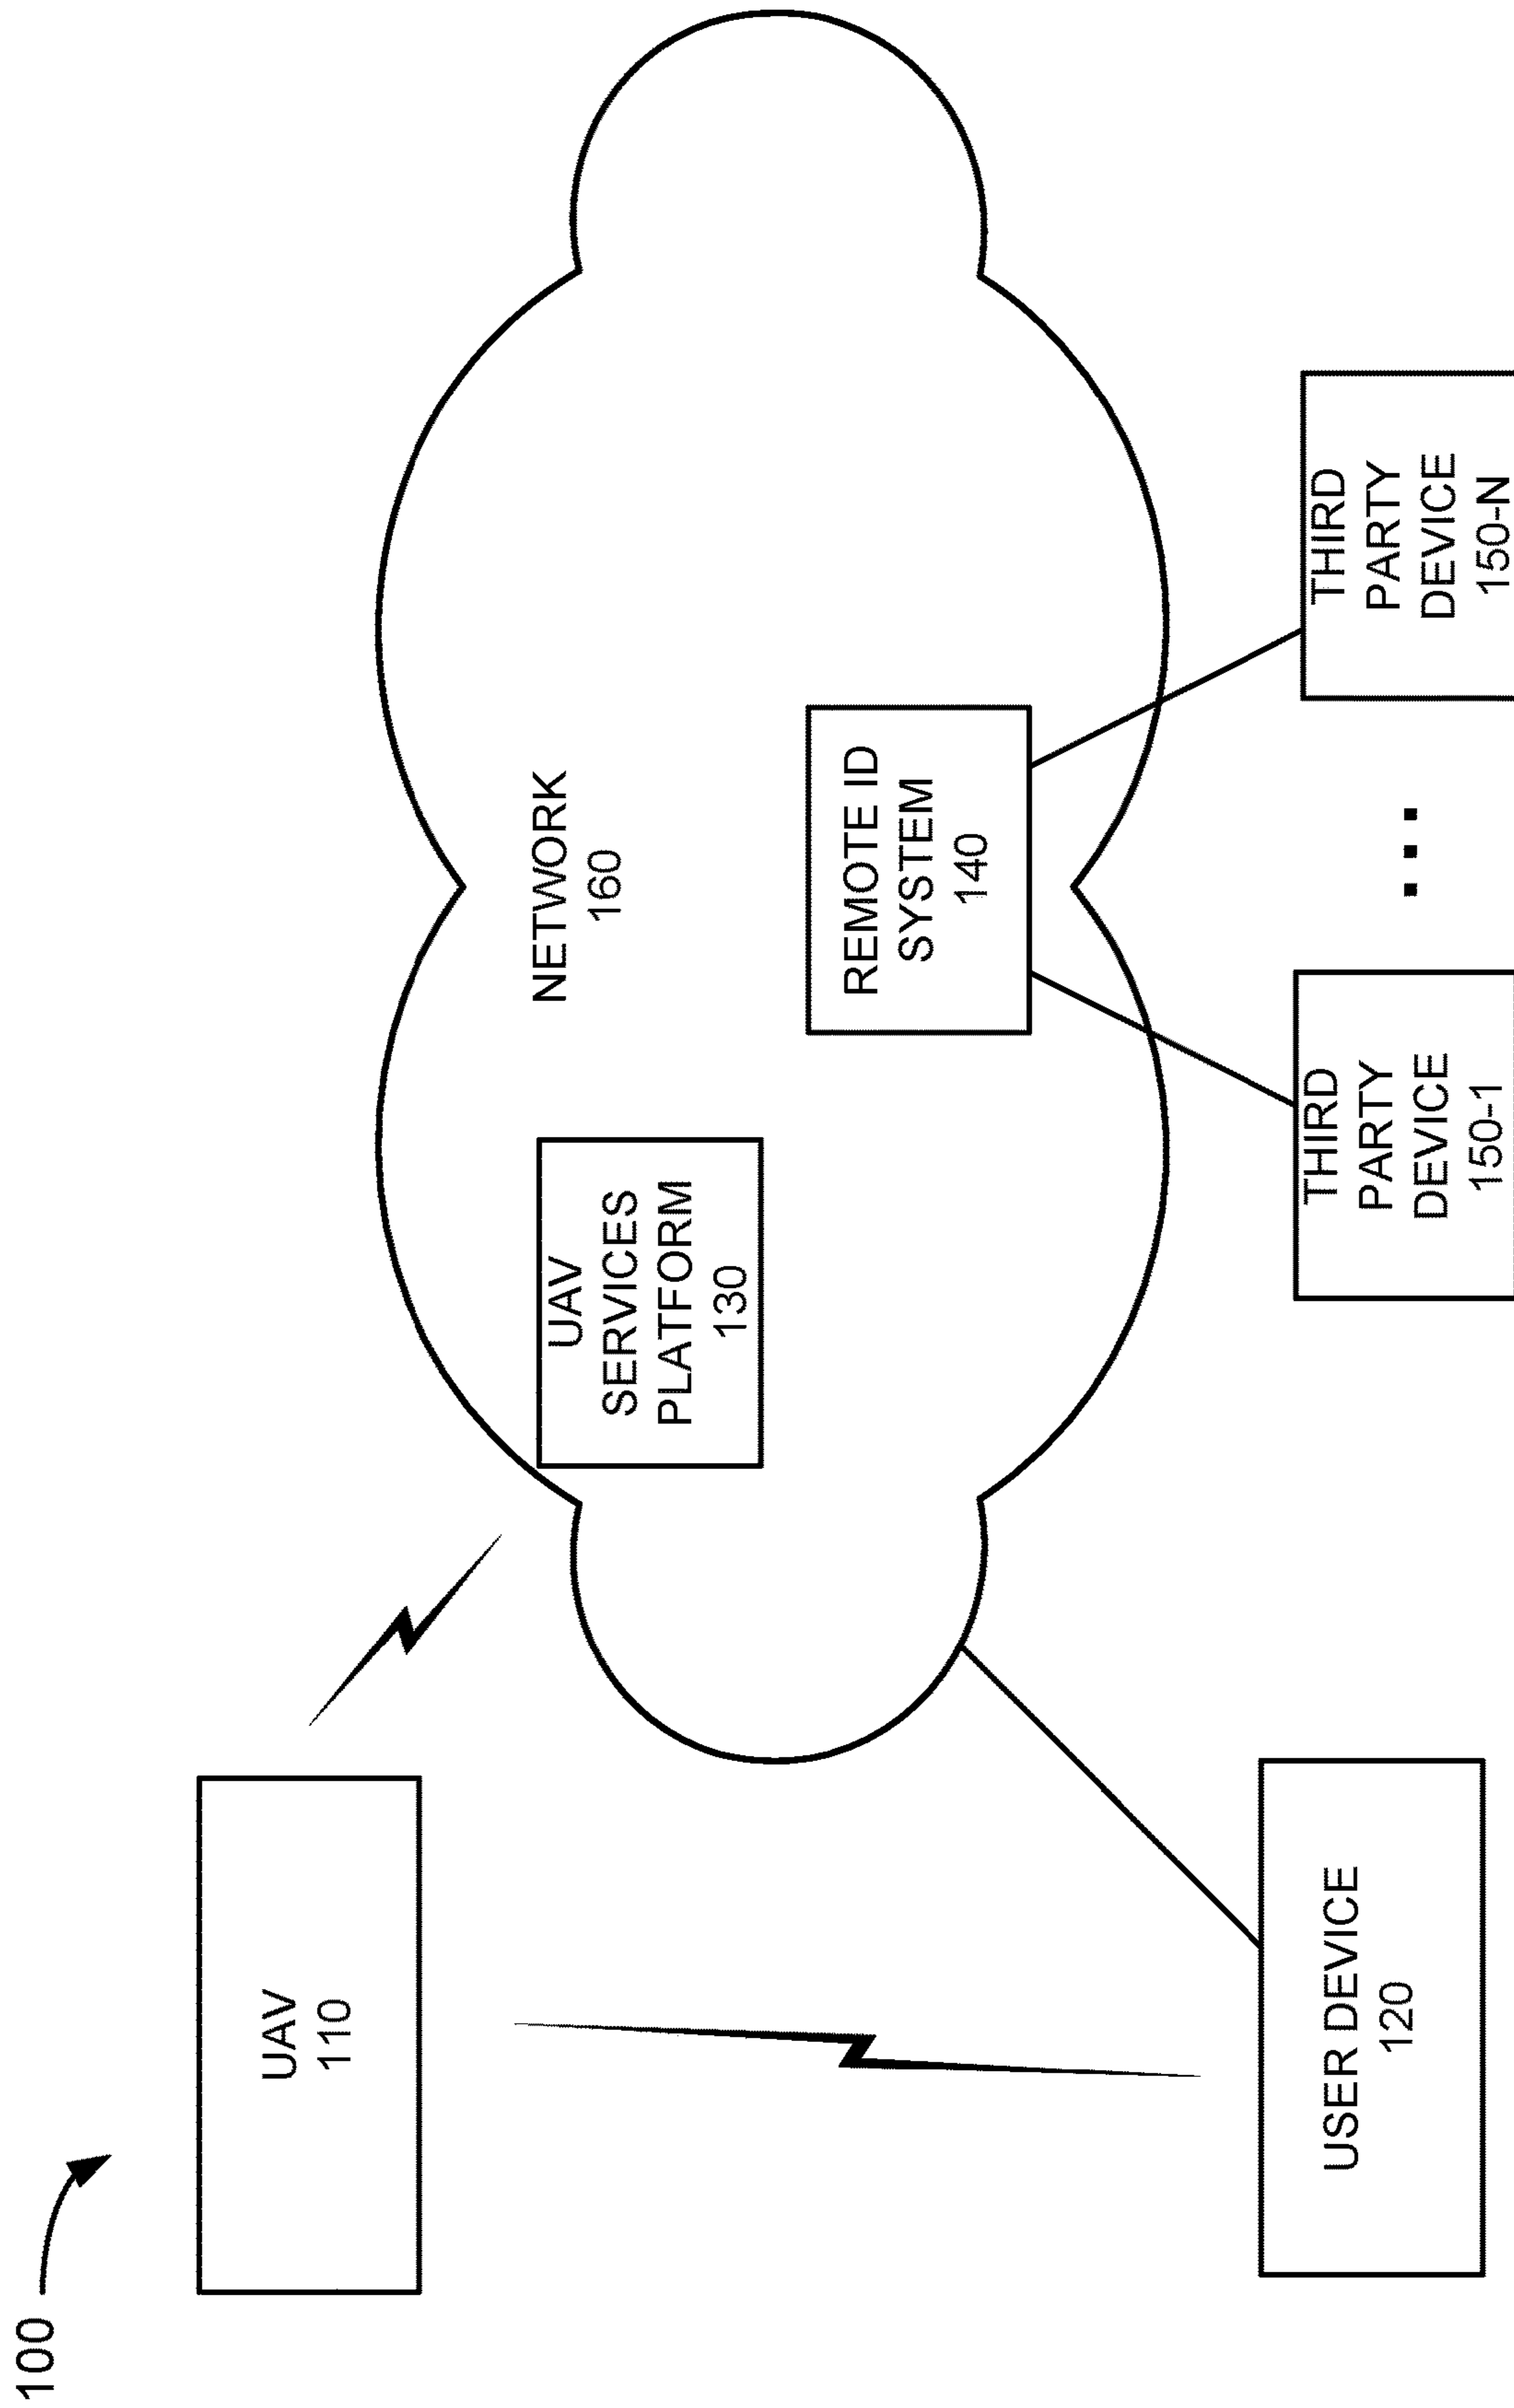 100
UAV
110
NETWORK
160
UAV
SERVICES
PLATFORM
130
REMOTE ID
SYSTEM
140
USER DEVICE
120
THIRD
PARTY
DEVICE
150-1
THIRD
PARTY
DEVICE
150-N